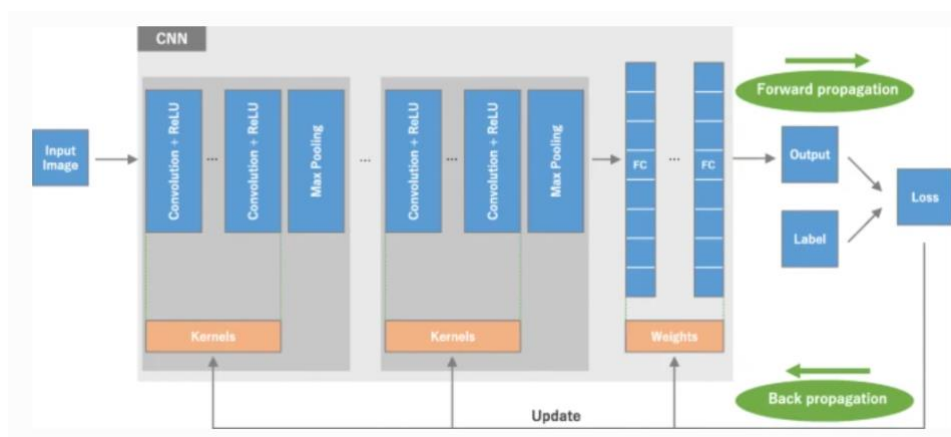 CNN
Forward propagation
Input
Image
Convolution + ReLU
...
Convolution + ReLU
Max Pooling
...
Convolution + ReLU
...
Convolution + ReLU
Max Pooling
FC
...
FC
Output
Label
Loss
Kernels
Kernels
Weights
Back propagation
Update